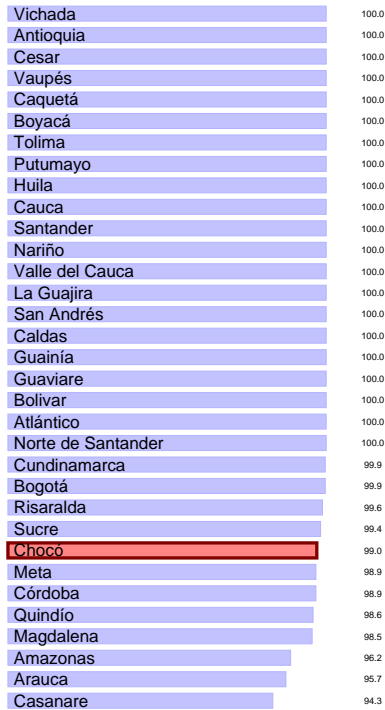 Vichada 100.0
Antioquia 100.0
Cesar 100.0
Vaupés 100.0
Caquetá 100.0
Boyacá 100.0
Tolima 100.0
Putumayo 100.0
Huila 100.0
Cauca 100.0
Santander 100.0
Nariño 100.0
Valle del Cauca 100.0
La Guajira 100.0
San Andrés 100.0
Caldas 100.0
Guainía 100.0
Guaviare 100.0
Bolivar 100.0
Atlántico 100.0
Norte de Santander 100.0
Cundinamarca 99.9
Bogotá 99.9
Risaralda 99.6
Sucre 99.4
Chocó 99.0
Meta 98.9
Córdoba 98.9
Quindío 98.6
Magdalena 98.5
Amazonas 96.2
Arauca 95.7
Casanare 94.3